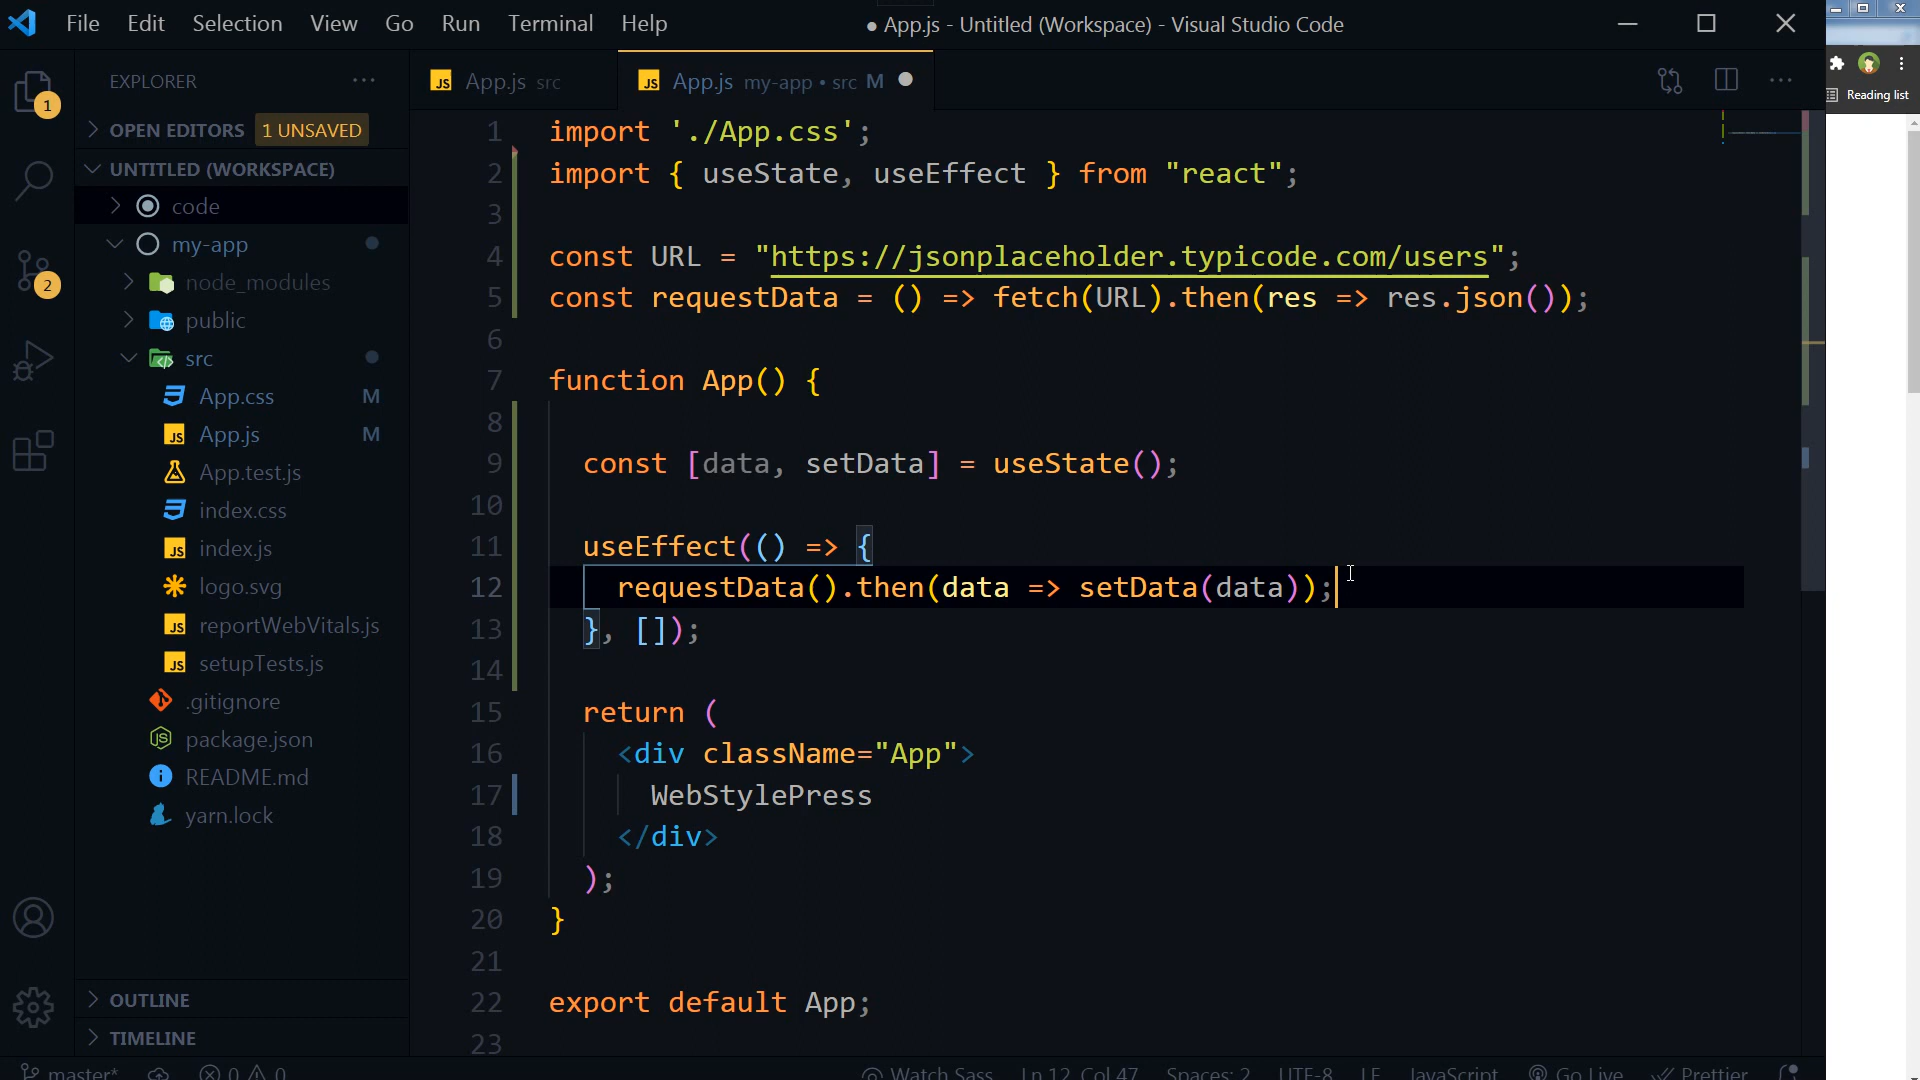 File Edit Selection View Go Run Terminal Help
● App.js - Untitled (Workspace) - Visual Studio Code
EXPLORER
OPEN EDITORS 1 UNSAVED
UNTITLED (WORKSPACE)
code
my-app
node_modules
public
src
App.css M
App.js M
App.test.js
index.css
index.js
logo.svg
reportWebVitals.js
setupTests.js
.gitignore
package.json
README.md
yarn.lock
OUTLINE
TIMELINE
1
2
JS App.js src
JS App.js my-app • src M
1 import './App.css';
2 import { useState, useEffect } from "react";
3
4 const URL = "https://jsonplaceholder.typicode.com/users";
5 const requestData = () => fetch(URL).then(res => res.json());
6
7 function App() {
8
9 const [data, setData] = useState();
10
11 useEffect(() => {
12 requestData().then(data => setData(data));
13 }, []);
14
15 return (
16 <div className="App">
17 WebStylePress
18 </div>
19 );
20 }
21
22 export default App;
23
Reading list
master* 0 0 Watch Sass Ln 12, Col 47 Spaces: 2 UTF-8 LF JavaScript Go Live Prettier